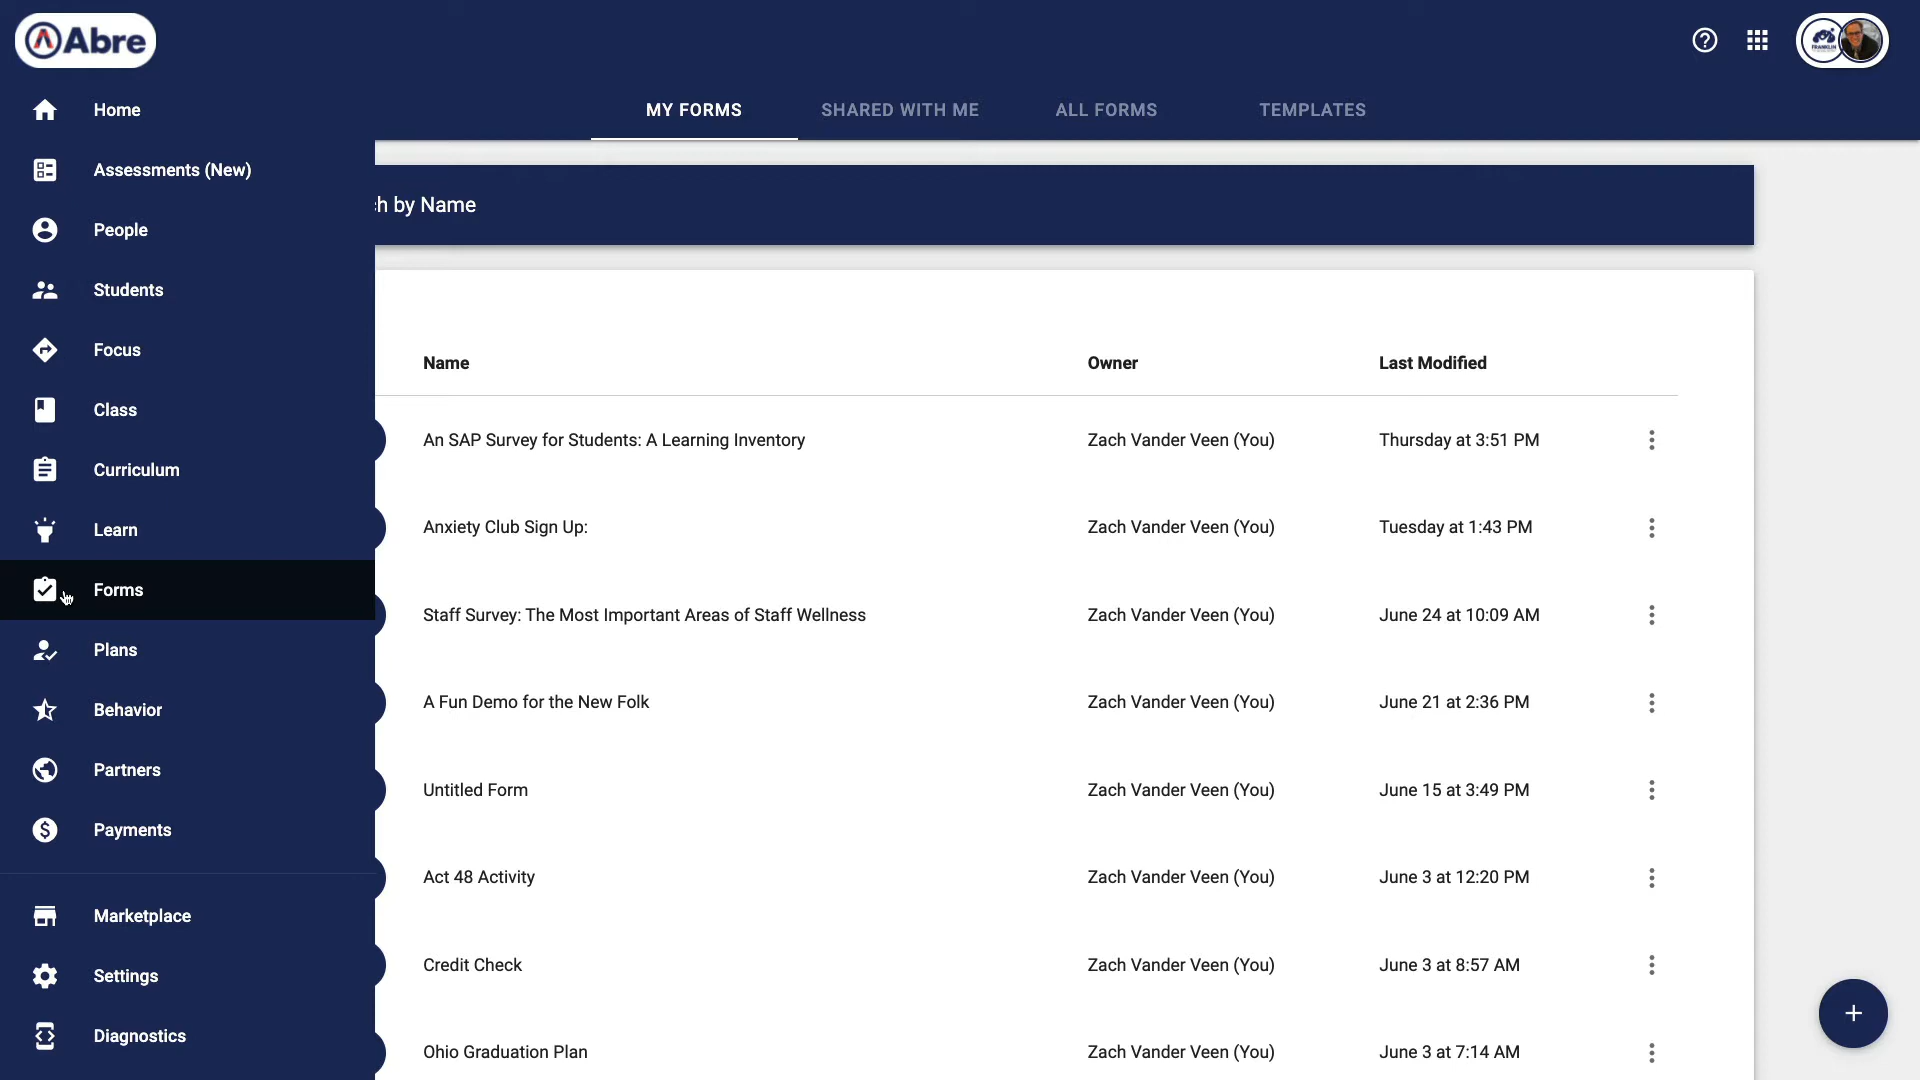 Abre
FRANKLIN
Home
Assessments (New)
People
Students
Focus
Class
Curriculum
Learn
Forms
Plans
Behavior
Partners
Payments
Marketplace
Settings
Diagnostics
MY FORMS SHARED WITH ME ALL FORMS TEMPLATES
ch by Name
Name Owner Last Modified
An SAP Survey for Students: A Learning Inventory Zach Vander Veen (You) Thursday at 3:51 PM
Anxiety Club Sign Up: Zach Vander Veen (You) Tuesday at 1:43 PM
Staff Survey: The Most Important Areas of Staff Wellness Zach Vander Veen (You) June 24 at 10:09 AM
A Fun Demo for the New Folk Zach Vander Veen (You) June 21 at 2:36 PM
Untitled Form Zach Vander Veen (You) June 15 at 3:49 PM
Act 48 Activity Zach Vander Veen (You) June 3 at 12:20 PM
Credit Check Zach Vander Veen (You) June 3 at 8:57 AM
Ohio Graduation Plan Zach Vander Veen (You) June 3 at 7:14 AM